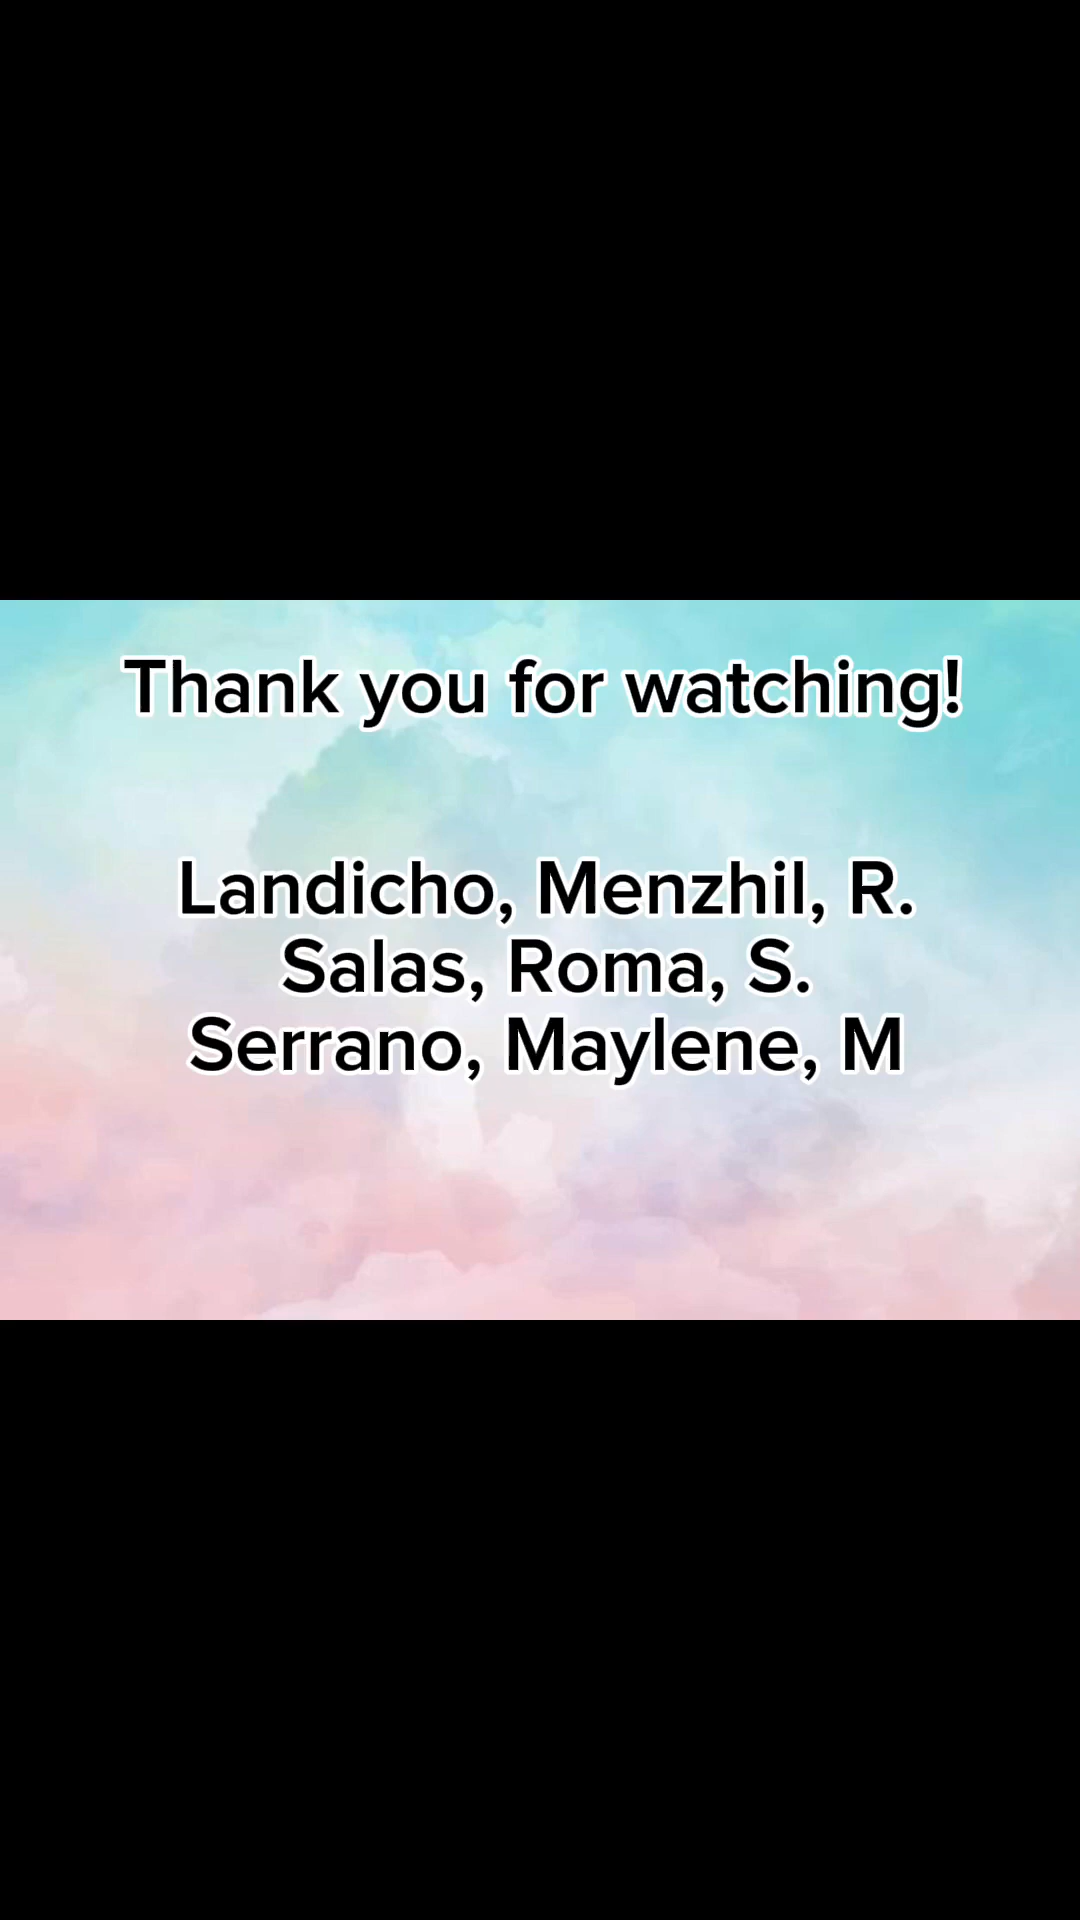 Thank you for watching!
Landicho, Menzhil, R.
Salas, Roma, S.
Serrano, Maylene, M